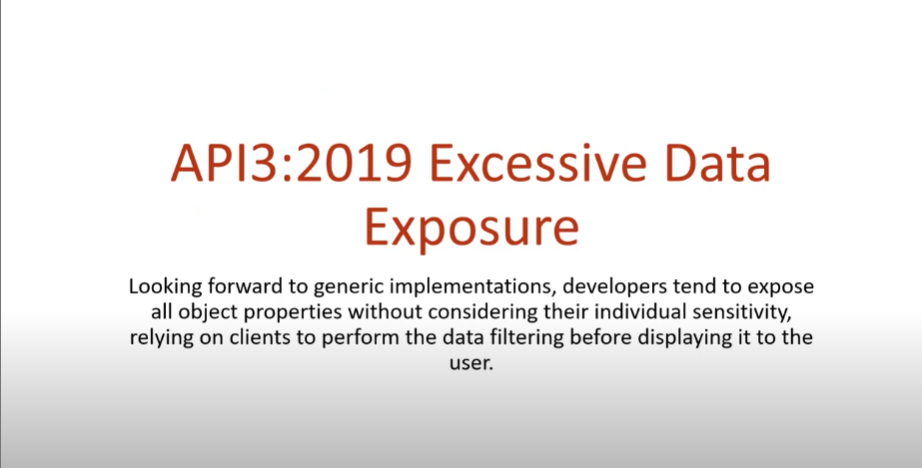 API3:2019 Excessive Data
Exposure
Looking forward to generic implementations, developers tend to expose
all object properties without considering their individual sensitivity,
relying on clients to perform the data filtering before displaying it to the
user.